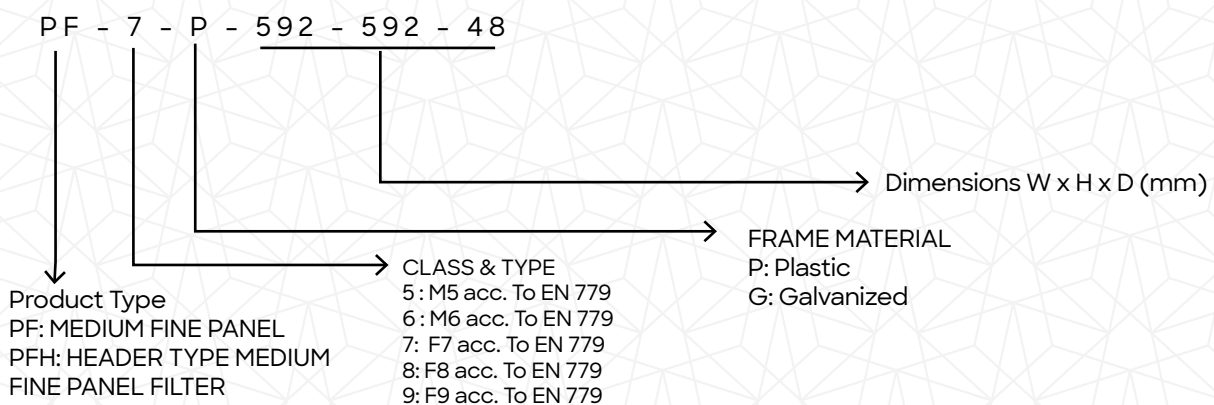 PF - 7 - P - 592 - 592 - 48
Dimensions W x H x D (mm)
FRAME MATERIAL
P: Plastic
G: Galvanized
CLASS & TYPE
5 : M5 acc. To EN 779
6 : M6 acc. To EN 779
7: F7 acc. To EN 779
8: F8 acc. To EN 779
9: F9 acc. To EN 779
Product Type
PF: MEDIUM FINE PANEL
PFH: HEADER TYPE MEDIUM
FINE PANEL FILTER